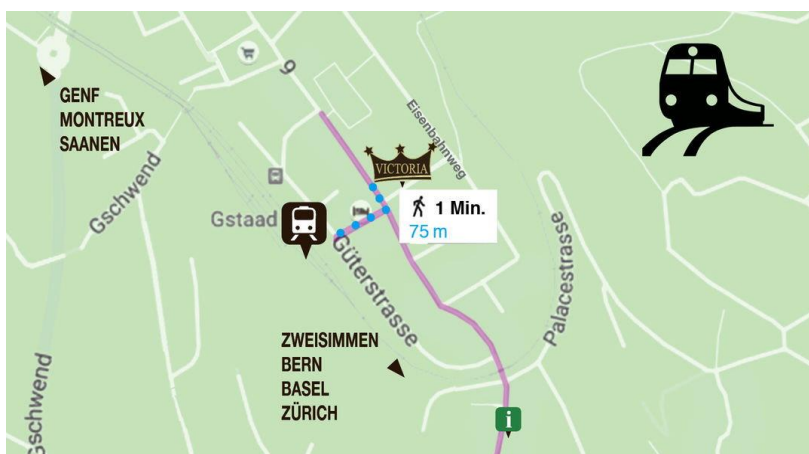 GENF
MONTREUX
SAANEN
9
Eisenbahnweg
VICTORIA
1 Min.
75 m
Gschwend
Gstaad
Güterstrasse
Palacestrasse
ZWEISIMMEN
BERN
BASEL
ZÜRICH
Gschwend
i